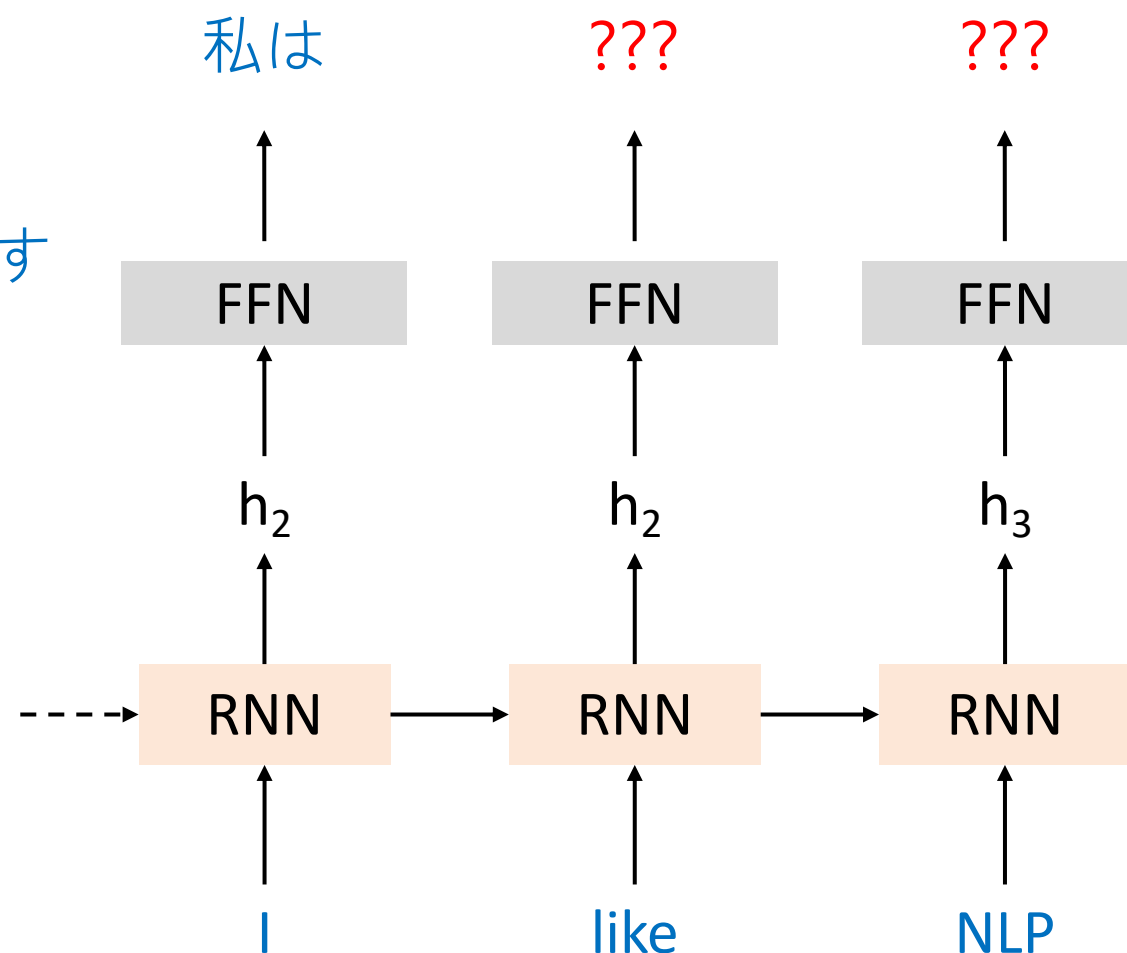 私は ??? ???
す
FFN FFN FFN
h₂ h₂ h₃
RNN RNN RNN
I like NLP